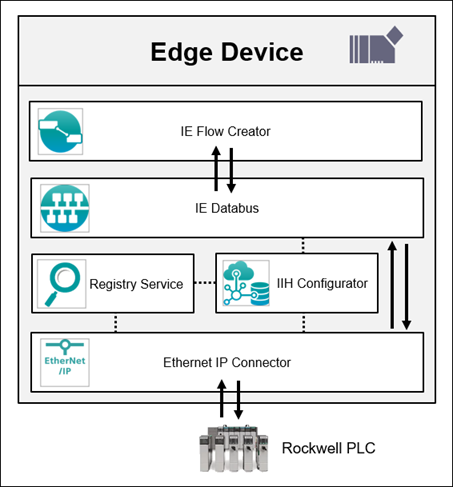 Edge Device
IE Flow Creator
IE Databus
Registry Service
IIH Configurator
EtherNet
/IP
Ethernet IP Connector
Rockwell PLC